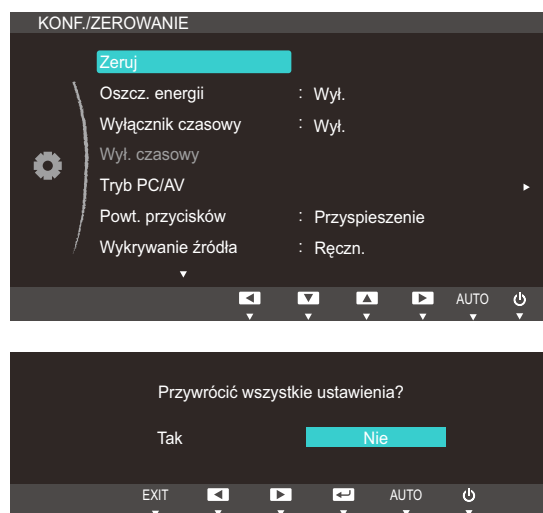 KONF./ZEROWANIE
Zeruj
Oszcz. energii : Wył.
Wyłącznik czasowy : Wył.
Wył. czasowy
Tryb PC/AV
Powt. przycisków : Przyspieszenie
Wykrywanie źródła : Ręczn.
AUTO
Przywrócić wszystkie ustawienia?
Tak Nie
EXIT AUTO